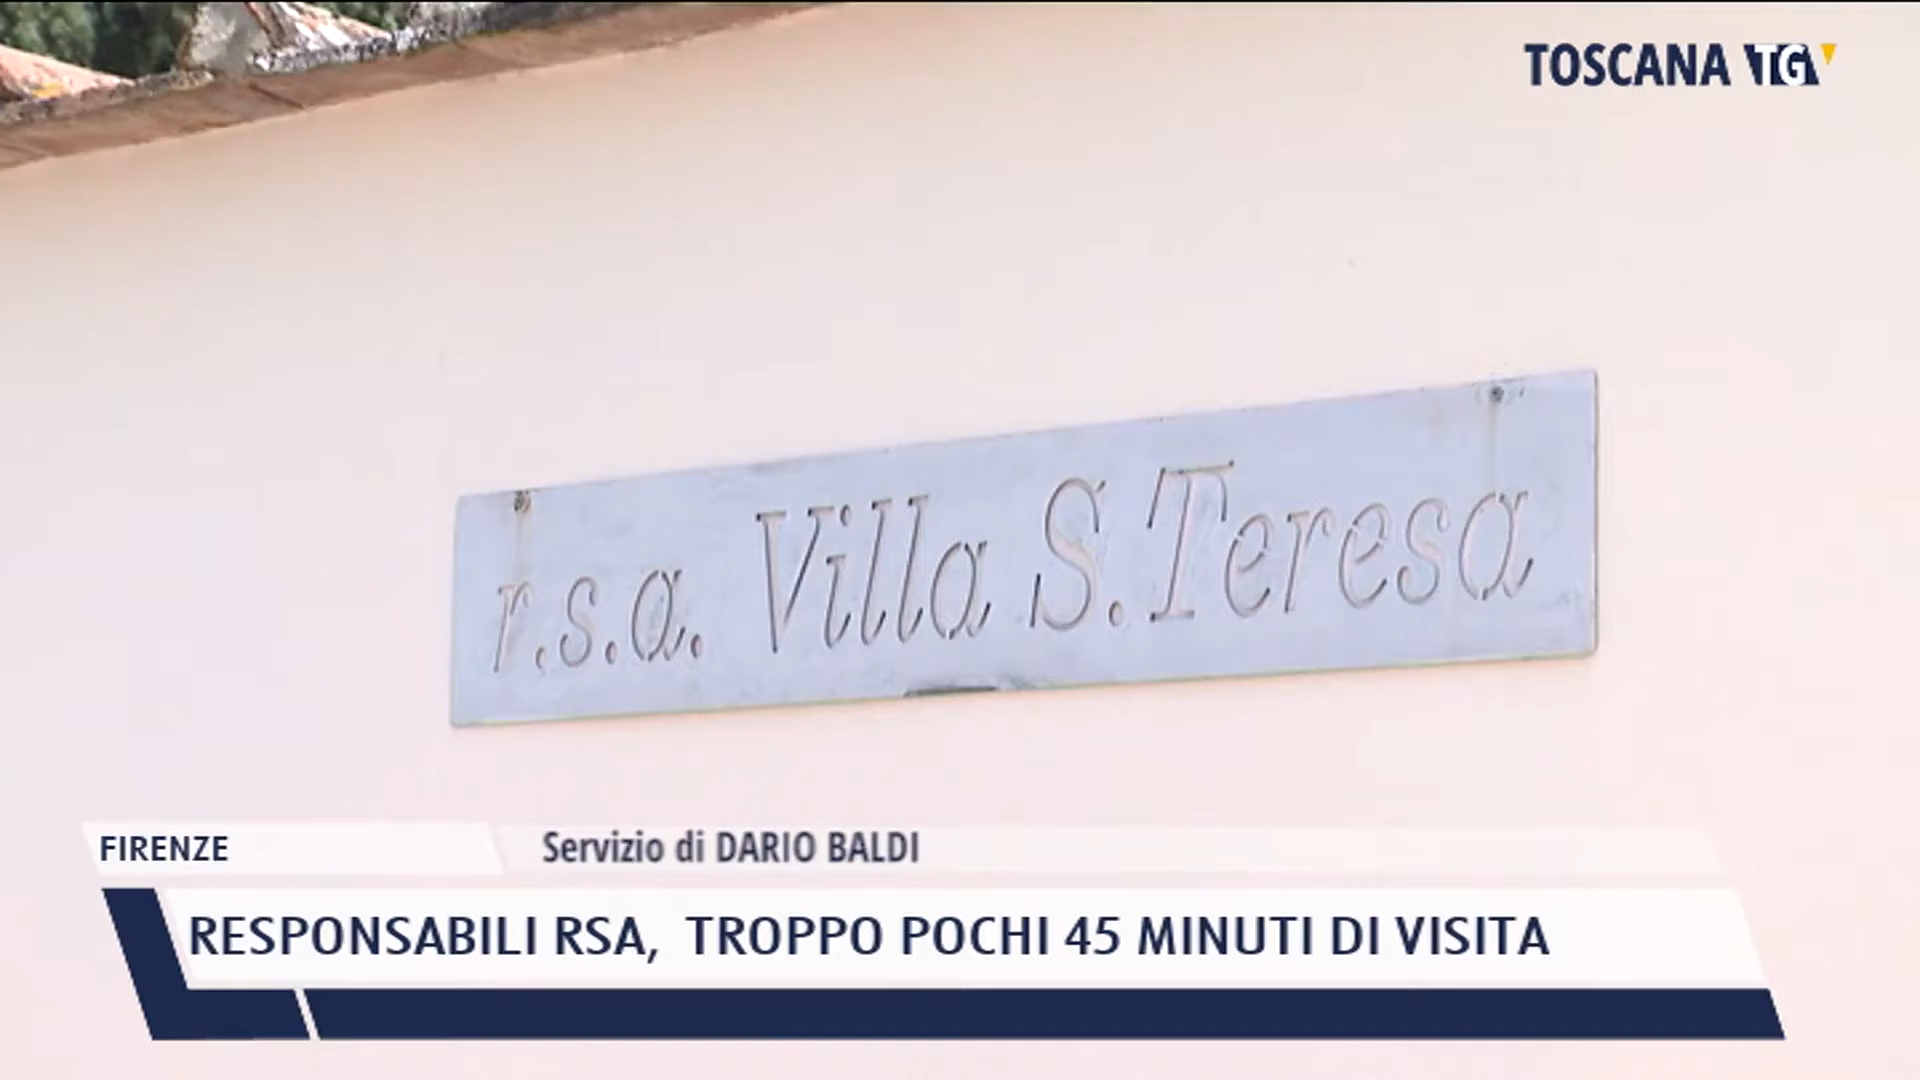 TOSCANA TG
r.s.a. Villa S. Teresa
FIRENZE
Servizio di DARIO BALDI
RESPONSABILI RSA, TROPPO POCHI 45 MINUTI DI VISITA